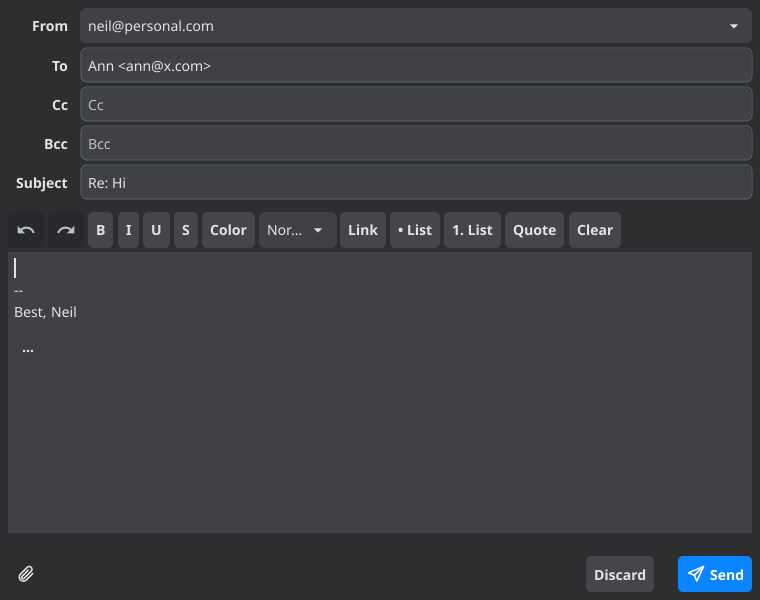 From neil@personal.com
To Ann <ann@x.com>
Cc Cc
Bcc Bcc
Subject Re: Hi
B I U S Color Nor... Link • List 1. List Quote Clear
--
Best, Neil
...
Discard Send